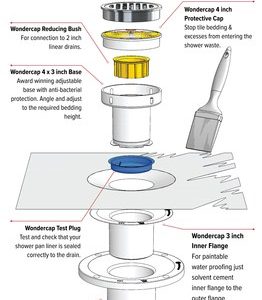 Wondercap 4 inch
Protective Cap
Stop tile bedding &
excesses from entering the
shower waste.
Wondercap Reducing Bush
For connection to 2 inch
linear drains.
Wondercap 4 x 3 inch Base
Award winning adjustable
base with anti-bacterial
protection. Angle and adjust
to the required bedding
height.
Wondercap Test Plug
Test and check that your
shower pan liner is sealed
correctly to the drain.
Wondercap 3 inch
Inner Flange
For paintable
water proofing just
solvent cement
inner flange to the
outer flange